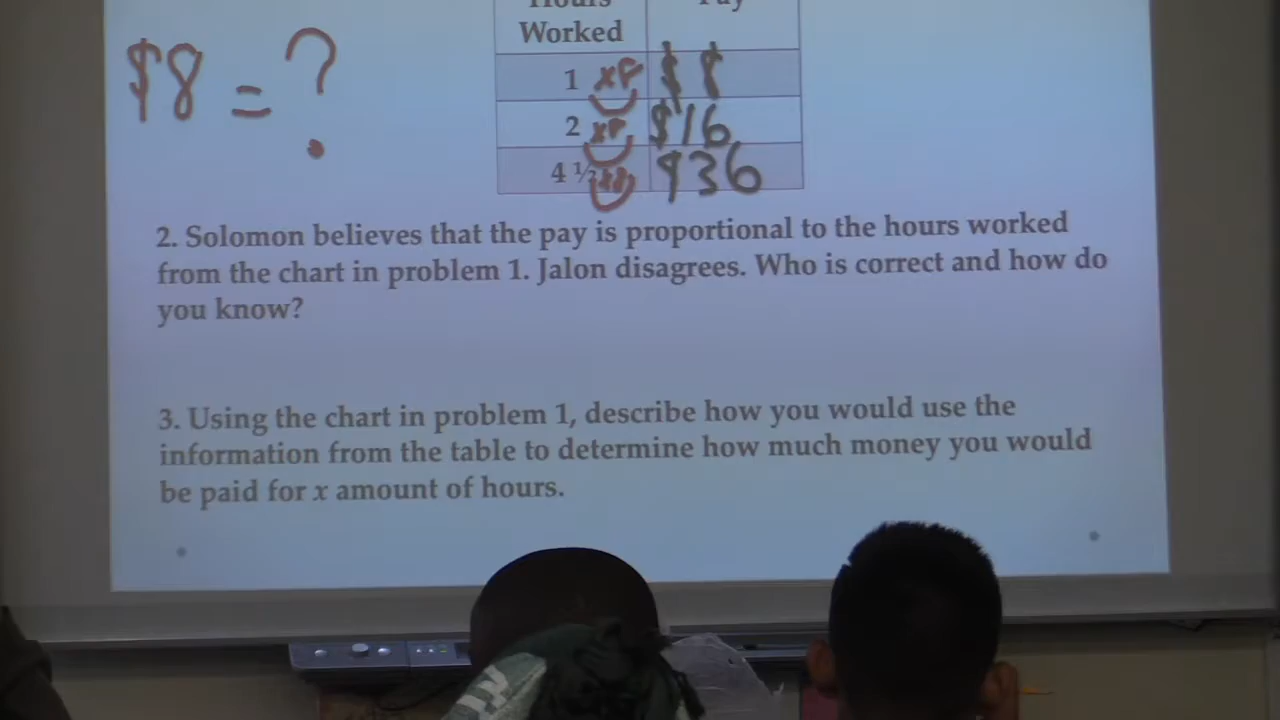 Hours Pay
Worked
$8 = ?
1 x8 $8
2 x8 $16
4 ½ x8 $36
2. Solomon believes that the pay is proportional to the hours worked
from the chart in problem 1. Jalon disagrees. Who is correct and how do
you know?
3. Using the chart in problem 1, describe how you would use the
information from the table to determine how much money you would
be paid for x amount of hours.